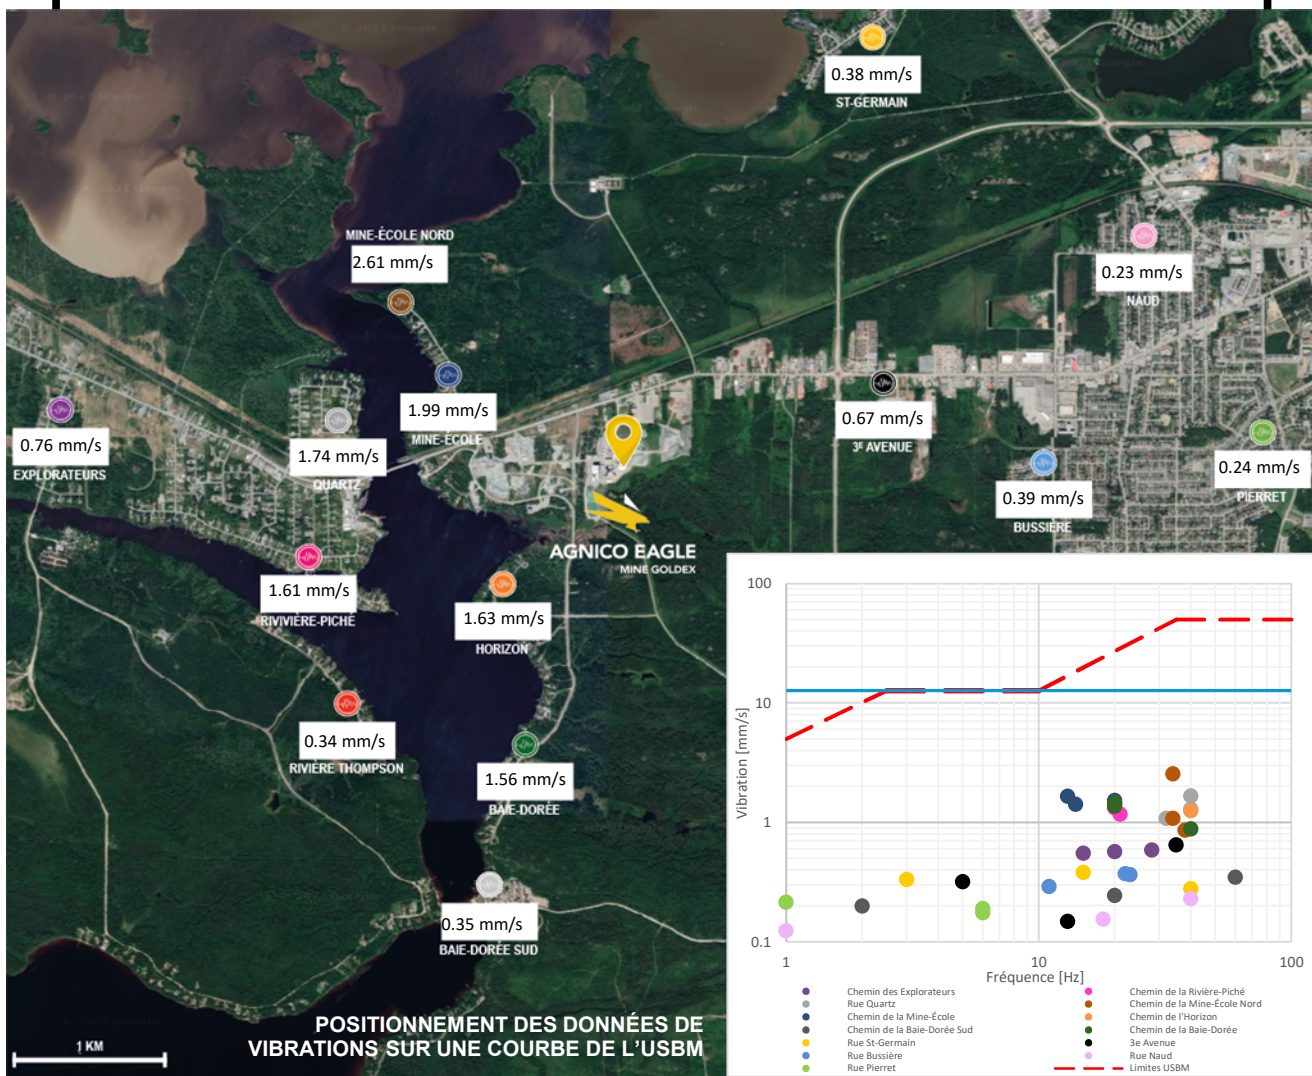 0.38 mm/s
ST-GERMAIN
MINE-ÉCOLE NORD
2.61 mm/s
0.23 mm/s
NAUD
1.99 mm/s
MINE-ÉCOLE
0.76 mm/s
EXPLORATEURS
1.74 mm/s
QUARTZ
0.67 mm/s
3E AVENUE
0.24 mm/s
PIERRET
0.39 mm/s
BUSSIÈRE
AGNICO EAGLE
MINE GOLDEX
1.61 mm/s
RIVIVIÈRE-PICHÉ
1.63 mm/s
HORIZON
0.34 mm/s
RIVIÈRE THOMPSON
1.56 mm/s
BAIE-DORÉE
0.35 mm/s
BAIE-DORÉE SUD
POSITIONNEMENT DES DONNÉES DE
VIBRATIONS SUR UNE COURBE DE L'USBM
1 KM
100
10
1
0.1
Vibration [mm/s]
1 10 100
Fréquence [Hz]
Chemin des Explorateurs
Rue Quartz
Chemin de la Mine-École
Chemin de la Baie-Dorée Sud
Rue St-Germain
Rue Bussière
Rue Pierret
Chemin de la Rivière-Piché
Chemin de la Mine-École Nord
Chemin de l'Horizon
Chemin de la Baie-Dorée
3e Avenue
Rue Naud
Limites USBM